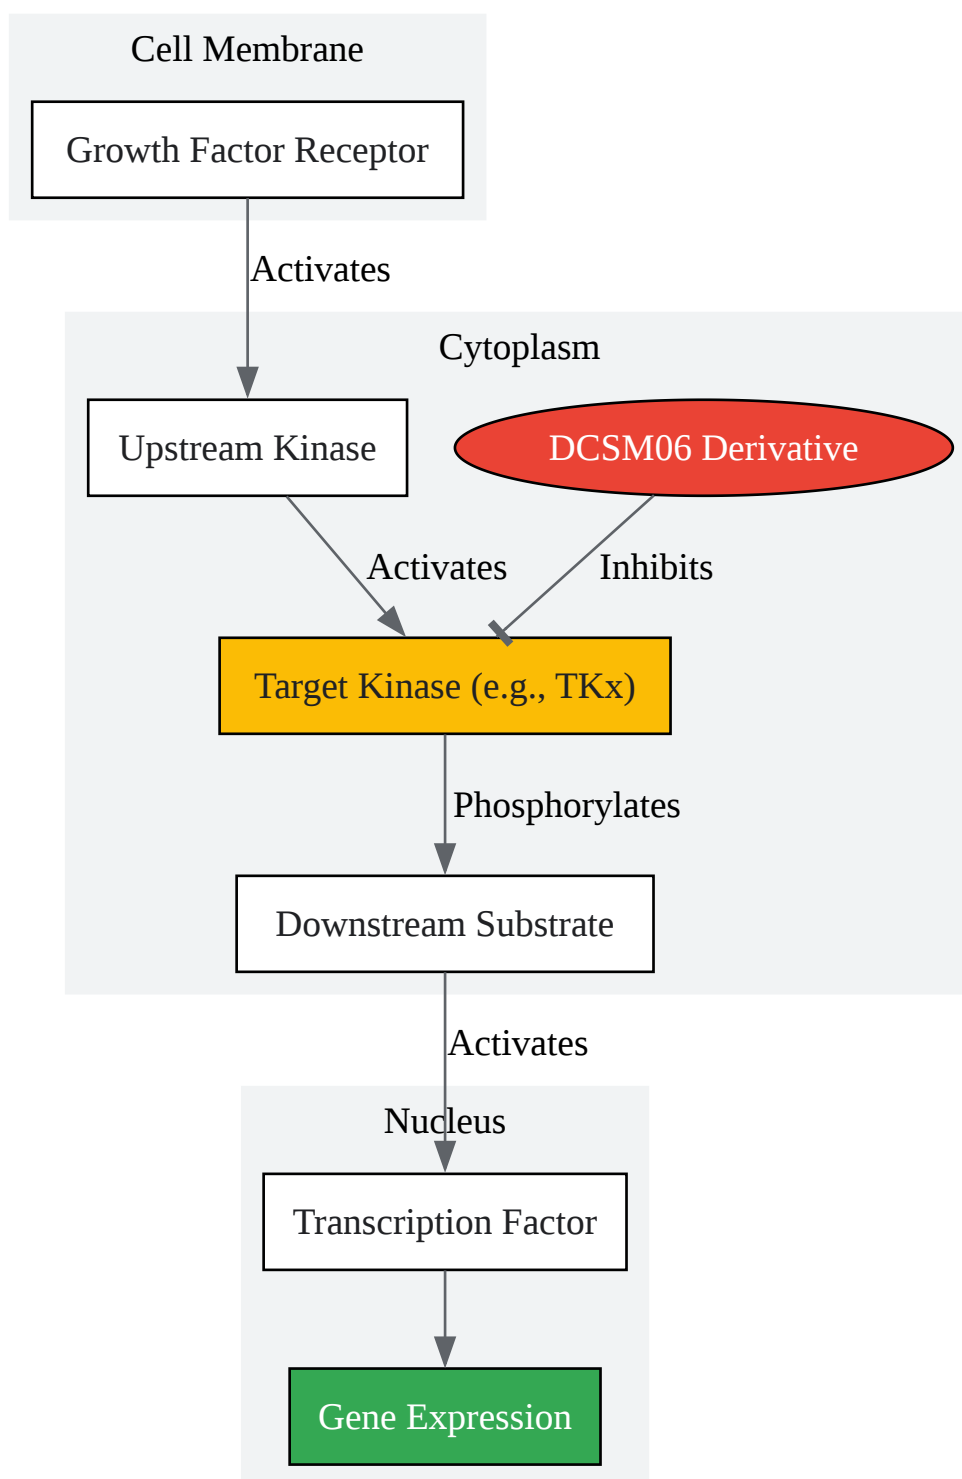 Cell Membrane
Growth Factor Receptor
Activates
Cytoplasm
Upstream Kinase
DCSM06 Derivative
Activates
Inhibits
Target Kinase (e.g., TKx)
Phosphorylates
Downstream Substrate
Activates
Nucleus
Transcription Factor
Gene Expression